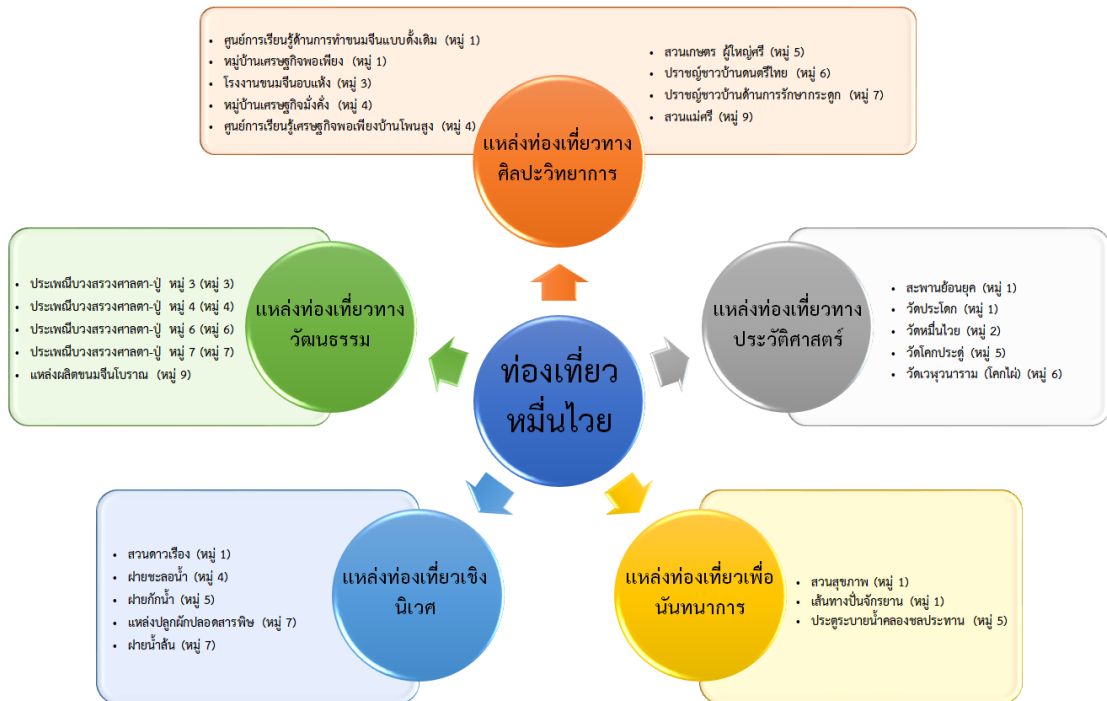 • ศูนย์การเรียนรู้ด้านการทำขนมจีนแบบดั้งเดิม (หมู่ 1)
• หมู่บ้านเศรษฐกิจพอเพียง (หมู่ 1)
• โรงงานขนมจีนอบแห้ง (หมู่ 3)
• หมู่บ้านเศรษฐกิจมั่งคั่ง (หมู่ 4)
• ศูนย์การเรียนรู้เศรษฐกิจพอเพียงบ้านโพนสูง (หมู่ 4)
• สวนเกษตร ผู้ใหญ่ศรี (หมู่ 5)
• ปราชญ์ชาวบ้านดนตรีไทย (หมู่ 6)
• ปราชญ์ชาวบ้านด้านการรักษากระดูก (หมู่ 7)
• สวนแม่ศรี (หมู่ 9)
แหล่งท่องเที่ยวทาง
ศิลปะวิทยาการ
• ประเพณีบวงสรวงศาลตา-ปู่ หมู่ 3 (หมู่ 3)
• ประเพณีบวงสรวงศาลตา-ปู่ หมู่ 4 (หมู่ 4)
• ประเพณีบวงสรวงศาลตา-ปู่ หมู่ 6 (หมู่ 6)
• ประเพณีบวงสรวงศาลตา-ปู่ หมู่ 7 (หมู่ 7)
• แหล่งผลิตขนมจีนโบราณ (หมู่ 9)
แหล่งท่องเที่ยวทาง
วัฒนธรรม
แหล่งท่องเที่ยวทาง
ประวัติศาสตร์
• สะพานย้อนยุค (หมู่ 1)
• วัดประโดก (หมู่ 1)
• วัดหมื่นไวย (หมู่ 2)
• วัดโคกประดู่ (หมู่ 5)
• วัดเวฬุวนาราม (โคกไผ่) (หมู่ 6)
ท่องเที่ยว
หมื่นไวย
• สวนดาวเรือง (หมู่ 1)
• ฝายชะลอน้ำ (หมู่ 4)
• ฝายกักน้ำ (หมู่ 5)
• แหล่งปลูกผักปลอดสารพิษ (หมู่ 7)
• ฝายน้ำล้น (หมู่ 7)
แหล่งท่องเที่ยวเชิง
นิเวศ
แหล่งท่องเที่ยวเพื่อ
นันทนาการ
• สวนสุขภาพ (หมู่ 1)
• เส้นทางปั่นจักรยาน (หมู่ 1)
• ประตูระบายน้ำคลองชลประทาน (หมู่ 5)